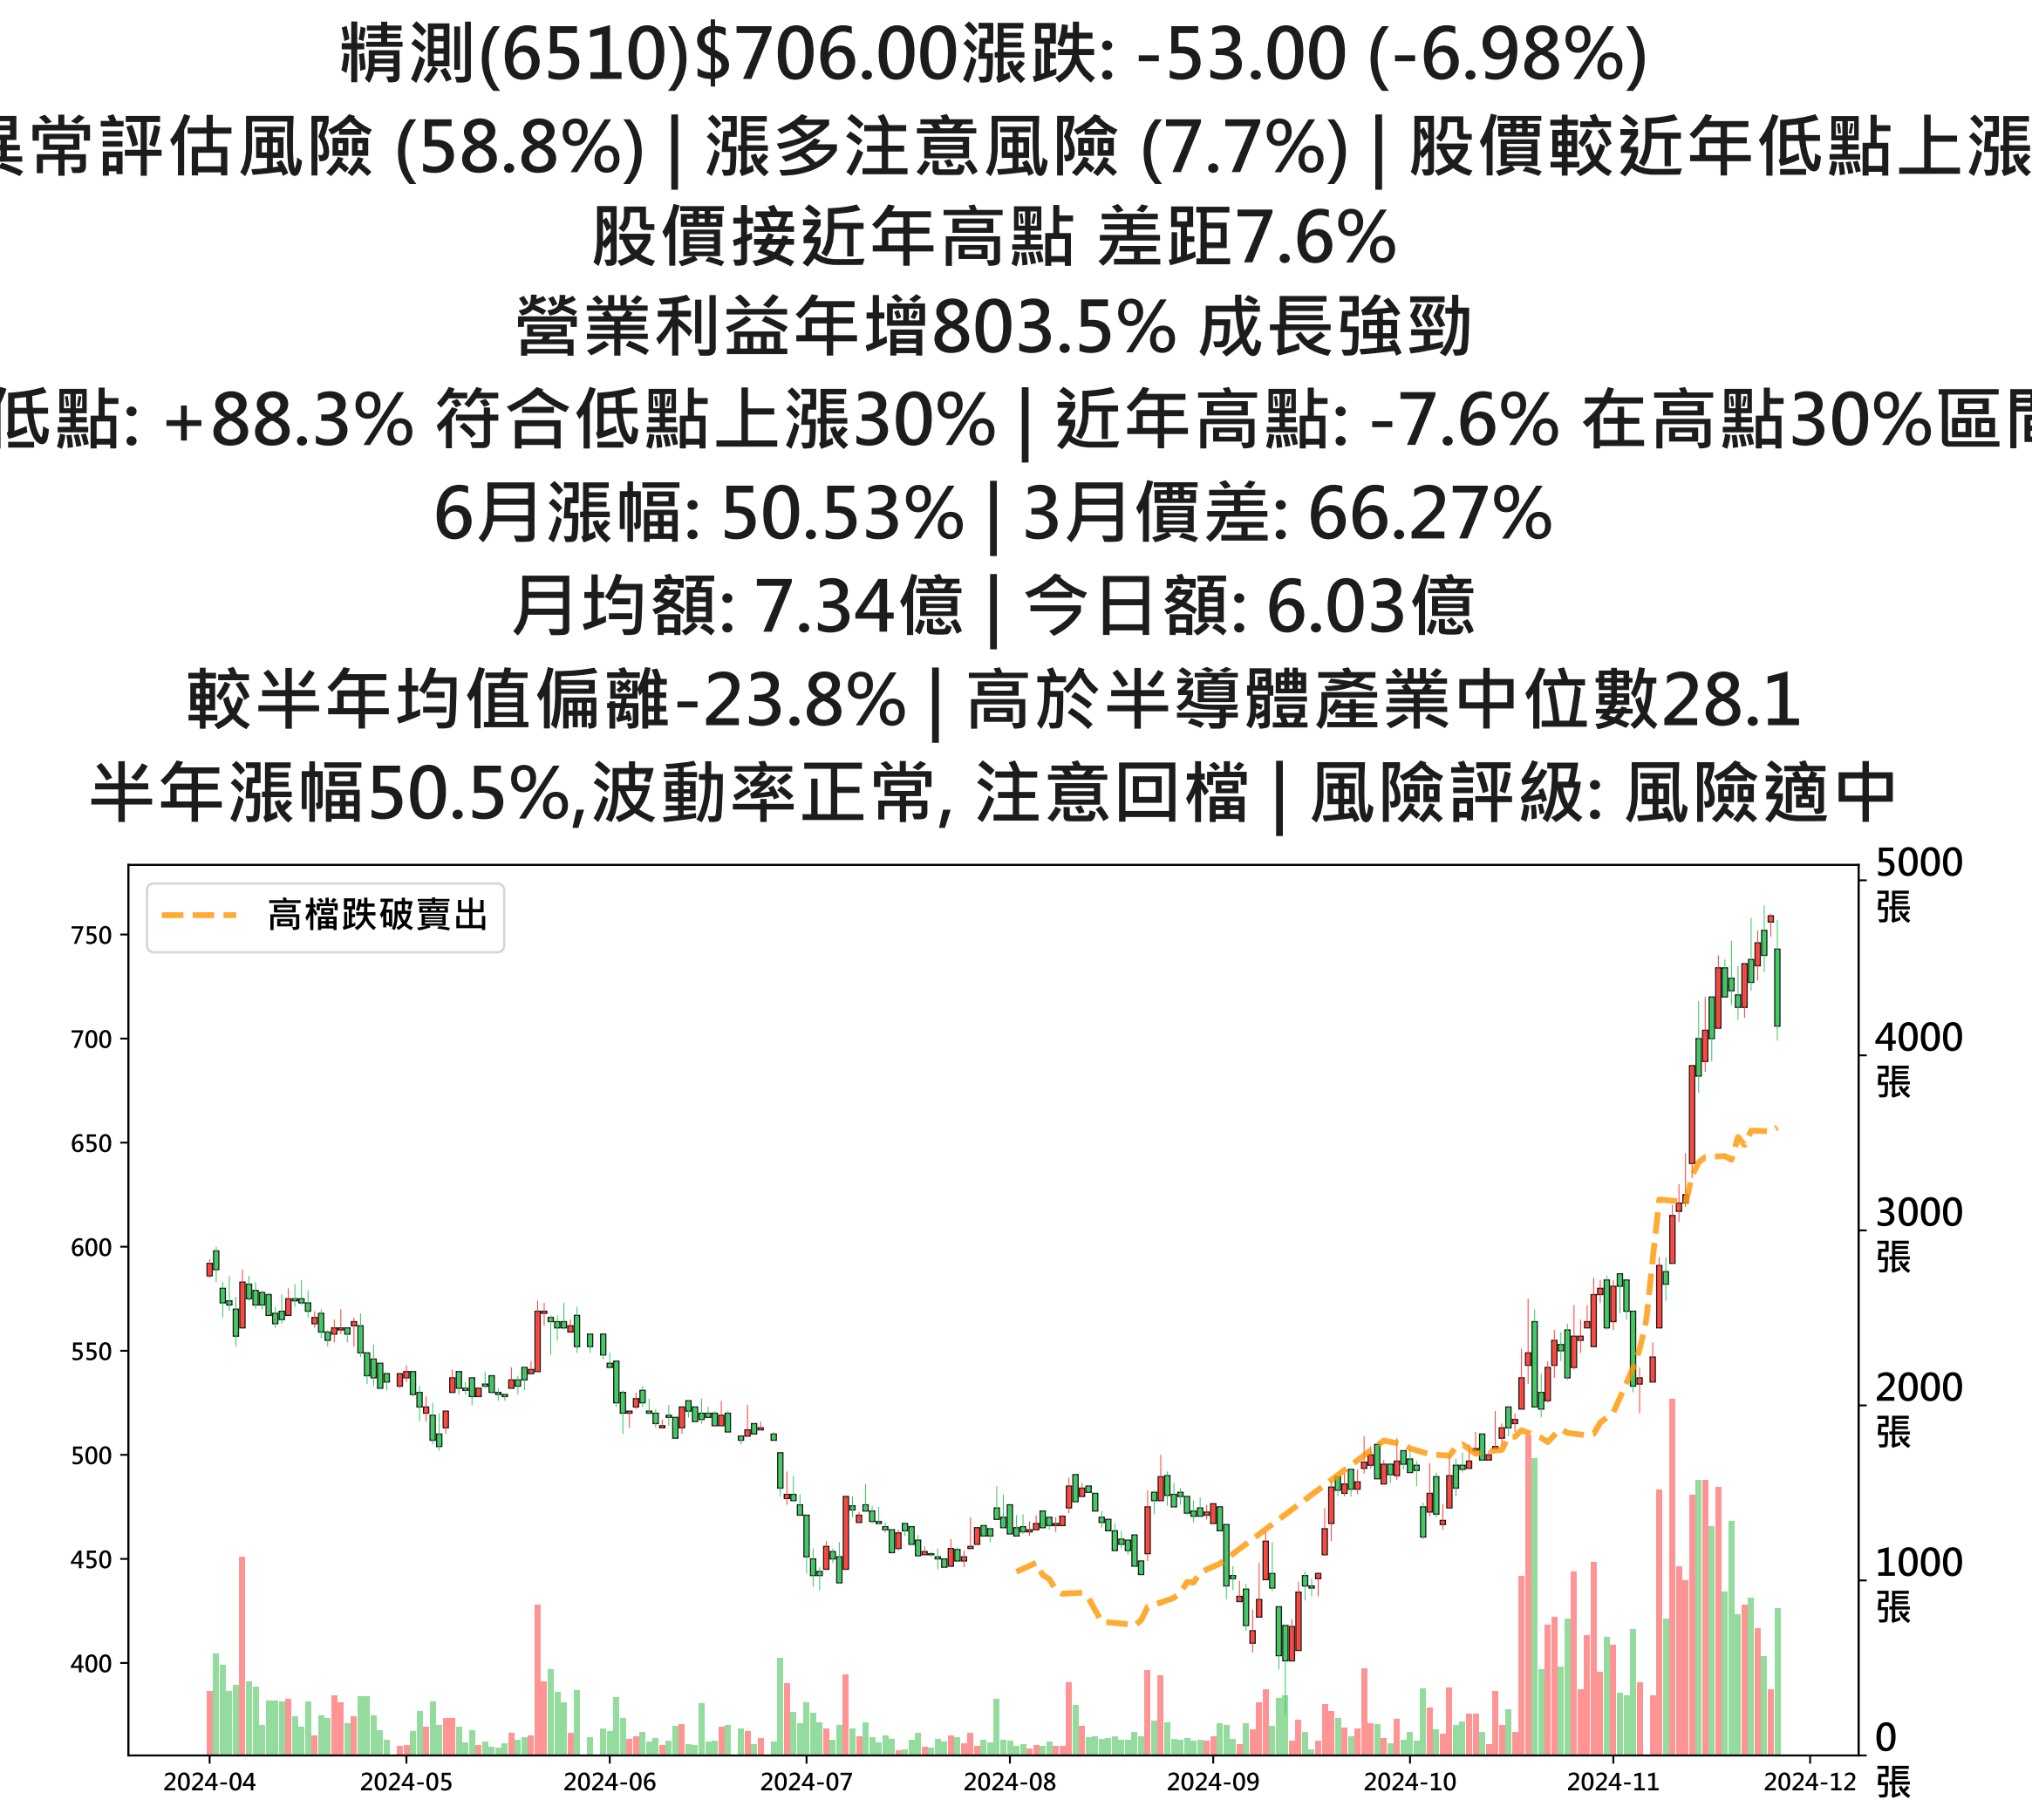 精測(6510)$706.00漲跌: -53.00 (-6.98%)
常評估風險 (58.8%) | 漲多注意風險 (7.7%) | 股價較近年低點上漲
股價接近年高點 差距7.6%
營業利益年增803.5% 成長強勁
低點: +88.3% 符合低點上漲30% | 近年高點: -7.6% 在高點30%區間
6月漲幅: 50.53% | 3月價差: 66.27%
月均額: 7.34億 | 今日額: 6.03億
較半年均值偏離-23.8% | 高於半導體產業中位數28.1
半年漲幅50.5%,波動率正常, 注意回檔 | 風險評級: 風險適中
高檔跌破賣出
750
700
650
600
550
500
450
400
5000
張
4000
張
3000
張
2000
張
1000
張
0
張
2024-04
2024-05
2024-06
2024-07
2024-08
2024-09
2024-10
2024-11
2024-12